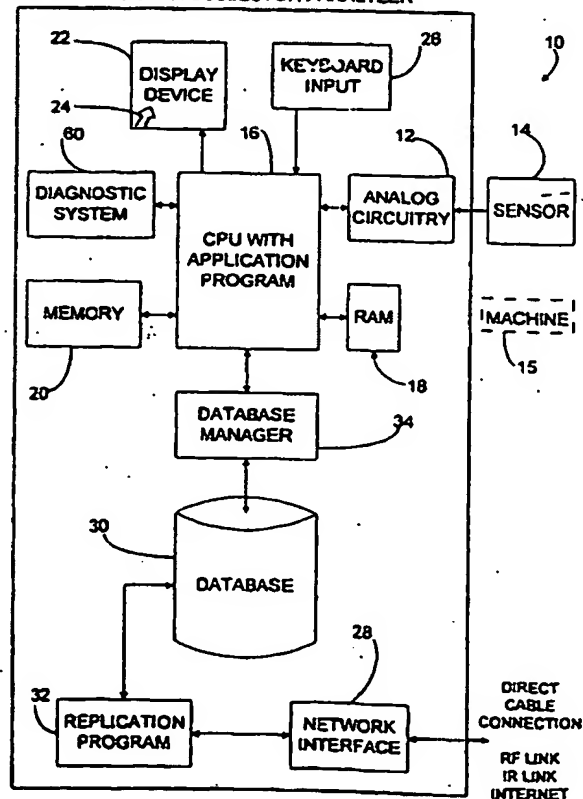 22
DISPLAY
DEVICE
24
KEYBOARD
INPUT
26
10
60
16
12
14
DIAGNOSTIC
SYSTEM
CPU WITH
APPLICATION
PROGRAM
ANALOG
CIRCUITRY
SENSOR
MEMORY
RAM
MACHINE
20
18
15
DATABASE
MANAGER
34
30
DATABASE
28
32
REPLICATION
PROGRAM
NETWORK
INTERFACE
DIRECT
CABLE
CONNECTION
RF LINK
IR LINK
INTERNET